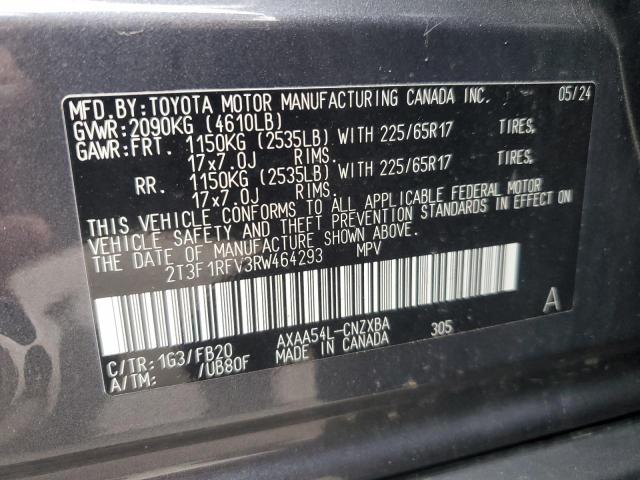 MFD. BY: TOYOTA MOTOR MANUFACTURING CANADA INC. 05/24
GVWR: 2090KG (4610LB)
GAWR: FRT. 1150KG (2535LB) WITH 225/65R17 TIRES,
17x7.0J RIMS.
RR. 1150KG (2535LB) WITH 225/65R17 TIRES,
17x7.0J RIMS.
THIS VEHICLE CONFORMS TO ALL APPLICABLE FEDERAL MOTOR
VEHICLE SAFETY AND THEFT PREVENTION STANDARDS IN EFFECT ON
THE DATE OF MANUFACTURE SHOWN ABOVE.
2T3F1RFV3RW464293 MPV
A
C/TR: 1G3/FB20 AXAA54L-CNZXBA 305
A/TM: /UB80F MADE IN CANADA